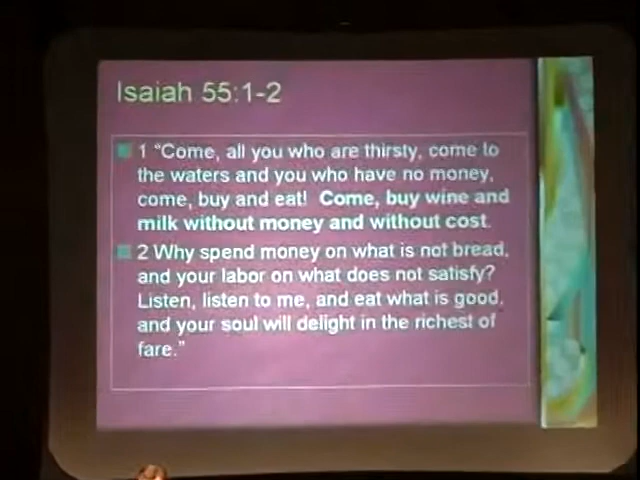 Isaiah 55:1-2
1 "Come, all you who are thirsty, come to
the waters and you who have no money,
come, buy and eat! Come, buy wine and
milk without money and without cost.
2 Why spend money on what is not bread,
and your labor on what does not satisfy?
Listen, listen to me, and eat what is good,
and your soul will delight in the richest of
fare."